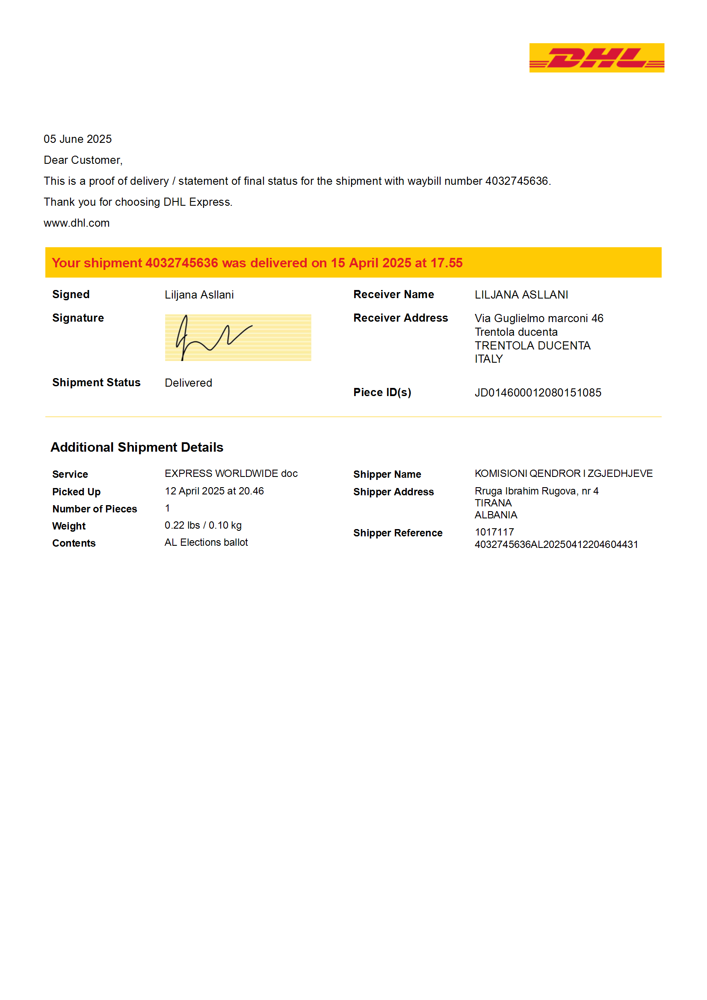 DHL
05 June 2025
Dear Customer,
This is a proof of delivery / statement of final status for the shipment with waybill number 4032745636.
Thank you for choosing DHL Express.
www.dhl.com
Your shipment 4032745636 was delivered on 15 April 2025 at 17.55
Signed Liljana Asllani
Signature
Shipment Status Delivered
Receiver Name LILJANA ASLLANI
Receiver Address Via Guglielmo marconi 46
Trentola ducenta
TRENTOLA DUCENTA
ITALY
Piece ID(s) JD014600012080151085
Additional Shipment Details
Service EXPRESS WORLDWIDE doc
Picked Up 12 April 2025 at 20.46
Number of Pieces 1
Weight 0.22 lbs / 0.10 kg
Contents AL Elections ballot
Shipper Name KOMISIONI QENDROR I ZGJEDHJEVE
Shipper Address Rruga Ibrahim Rugova, nr 4
TIRANA
ALBANIA
Shipper Reference 1017117
4032745636AL20250412204604431